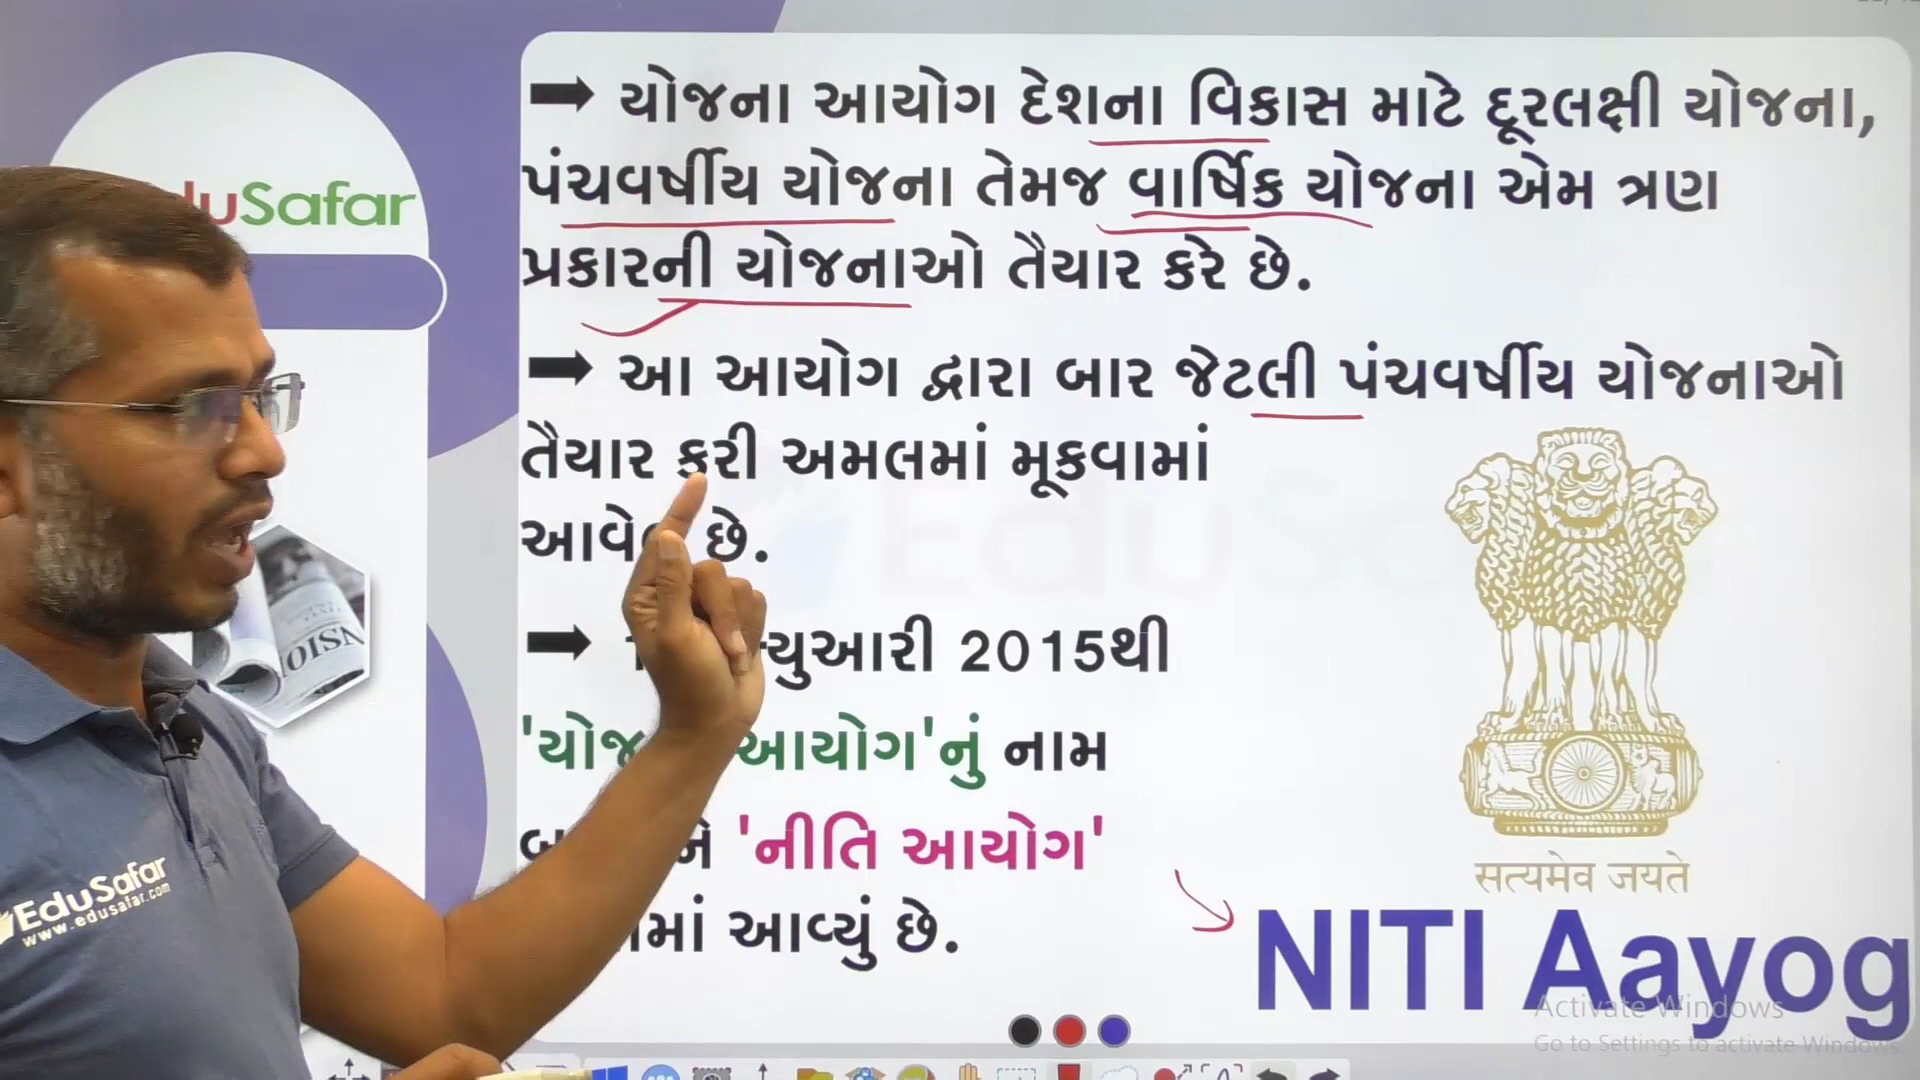 duSafar
➡ યોજના આયોગ દેશના વિકાસ માટે દૂરલક્ષી યોજના,
પંચવર્ષીય યોજના તેમજ વાર્ષિક યોજના એમ ત્રણ
પ્રકારની યોજનાઓ તૈયાર કરે છે.
➡ આ આયોગ દ્વારા બાર જેટલી પંચવર્ષીય યોજનાઓ
તૈયાર કરી અમલમાં મૂકવામાં
છે.
➡ 2015થી
આયોગ'નું નામ
'નીતિ આયોગ'
આવ્યું છે.
सत्यमेव जयते
NITI Aayog
Activate Windows
Go to Settings to activate Windows.
EduSafar
www.edusafar.com
EduSafar